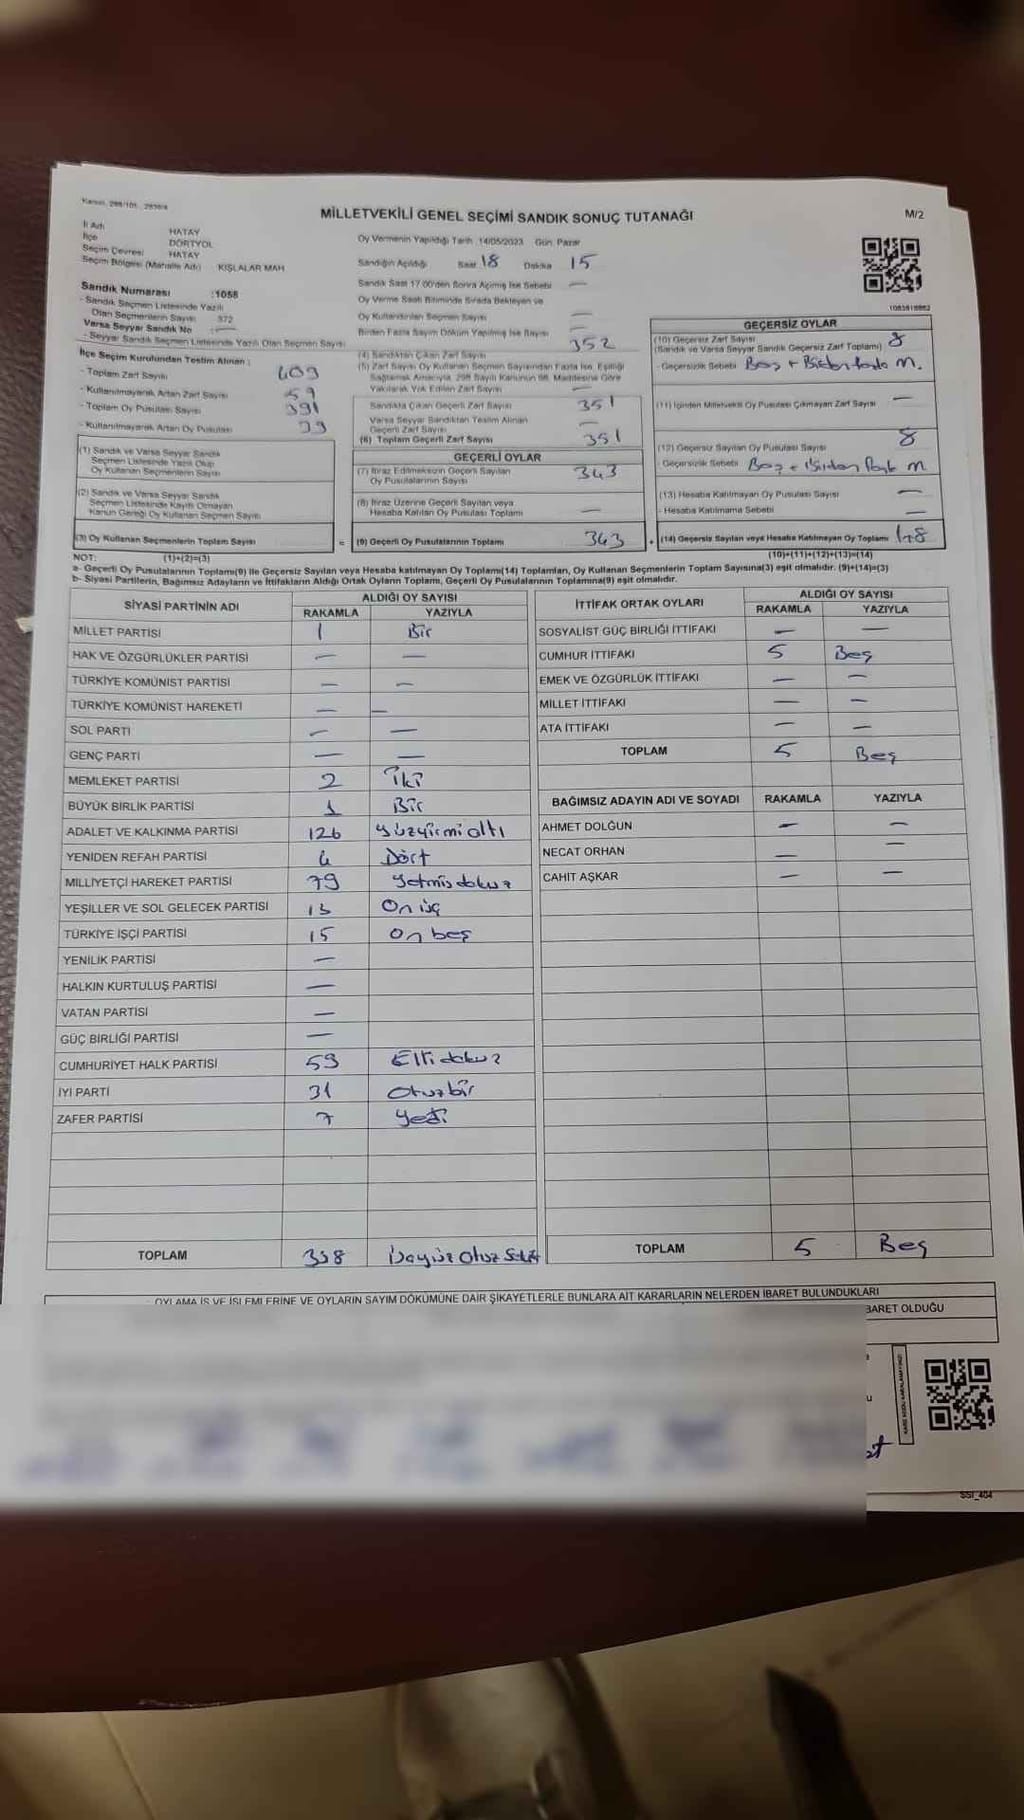 Kanun, 298/105, 2839/4
MİLLETVEKİLİ GENEL SEÇİMİ SANDIK SONUÇ TUTANAĞI
M/2
İl Adı HATAY
İlçe DÖRTYOL
Seçim Çevresi HATAY
Seçim Bölgesi (Mahalle Adı) KIŞLALAR MAH
Sandık Numarası :1056
- Sandık Seçmen Listesinde Yazılı
Olan Seçmenlerin Sayısı 372
Varsa Seyyar Sandık No : —
- Seyyar Sandık Seçmen Listesinde Yazılı Olan Seçmen Sayısı
İlçe Seçim Kurulundan Teslim Alınan :
- Toplam Zarf Sayısı 409
- Kullanılmayarak Artan Zarf Sayısı 59
- Toplam Oy Pusulası Sayısı 391
- Kullanılmayarak Artan Oy Pusulası 39
(1) Sandık ve Varsa Seyyar Sandık
Seçmen Listesinde Yazılı Olup
Oy Kullanan Seçmenlerin Sayısı
(2) Sandık ve Varsa Seyyar Sandık
Seçmen Listesinde Kayıtlı Olmayan
Kanun Gereği Oy Kullanan Seçmen Sayısı
(3) Oy Kullanan Seçmenlerin Toplam Sayısı
Oy Vermenin Yapıldığı Tarih 14/05/2023 Gün Pazar
Sandığın Açıldığı Saat 18 Dakika 15
Sandık Saat 17.00'den Sonra Açılmış İse Sebebi —
Oy Verme Saati Bitiminde Sırada Bekleyen ve
Oy Kullandırılan Seçmen Sayısı —
Birden Fazla Sayım Döküm Yapılmış İse Sayısı —
(4) Sandıktan Çıkan Zarf Sayısı 352
(5) Zarf Sayısı Oy Kullanan Seçmen Sayısından Fazla İse, Eşitliği
Sağlamak Amacıyla, 298 Sayılı Kanunun 98. Maddesine Göre
Yakılarak Yok Edilen Zarf Sayısı —
Sandıkta Çıkan Geçerli Zarf Sayısı 351
Varsa Seyyar Sandıktan Teslim Alınan
Geçerli Zarf Sayısı —
(6) Toplam Geçerli Zarf Sayısı 351
GEÇERLİ OYLAR
(7) İtiraz Edilmeksizin Geçerli Sayılan
Oy Pusulalarının Sayısı 343
(8) İtiraz Üzerine Geçerli Sayılan veya
Hesaba Katılan Oy Pusulası Toplamı —
= (9) Geçerli Oy Pusulalarının Toplamı 343
1083818862
GEÇERSİZ OYLAR
(10) Geçersiz Zarf Sayısı 8
(Sandık ve Varsa Seyyar Sandık Geçersiz Zarf Toplamı)
- Geçersizlik Sebebi Boş + Birden fazla M.
(11) İçinden Milletvekili Oy Pusulası Çıkmayan Zarf Sayısı —
(12) Geçersiz Sayılan Oy Pusulası Sayısı 8
- Geçersizlik Sebebi Boş + Birden fazla M
(13) Hesaba Katılmayan Oy Pusulası Sayısı —
- Hesaba Katılmama Sebebi —
+ (14) Geçersiz Sayılan veya Hesaba Katılmayan Oy Toplamı
NOT: (1)+(2)=(3)
(10)+(11)+(12)+(13)=(14)
a- Geçerli Oy Pusulalarının Toplamı(9) ile Geçersiz Sayılan veya Hesaba katılmayan Oy Toplamı(14) Toplamları, Oy Kullanan Seçmenlerin Toplam Sayısına(3) eşit olmalıdır. (9)+(14)=(3)
b- Siyasi Partilerin, Bağımsız Adayların ve İttifakların Aldığı Ortak Oyların Toplamı, Geçerli Oy Pusulalarının Toplamına(9) eşit olmalıdır.
SİYASİ PARTİNİN ADI
ALDIĞI OY SAYISI
RAKAMLA YAZIYLA
MİLLET PARTİSİ 1 Bir
HAK VE ÖZGÜRLÜKLER PARTİSİ — —
TÜRKİYE KOMÜNİST PARTİSİ — —
TÜRKİYE KOMÜNİST HAREKETİ — —
SOL PARTİ — —
GENÇ PARTİ — —
MEMLEKET PARTİSİ 2 İki
BÜYÜK BİRLİK PARTİSİ 1 Bir
ADALET VE KALKINMA PARTİSİ 126 yüzyirmi altı
YENİDEN REFAH PARTİSİ 4 Dört
MİLLİYETÇİ HAREKET PARTİSİ 79 Yetmiş dokuz
YEŞİLLER VE SOL GELECEK PARTİSİ 13 On üç
TÜRKİYE İŞÇİ PARTİSİ 15 On beş
YENİLİK PARTİSİ —
HALKIN KURTULUŞ PARTİSİ —
VATAN PARTİSİ —
GÜÇ BİRLİĞİ PARTİSİ —
CUMHURİYET HALK PARTİSİ 59 Elli dokuz
İYİ PARTİ 31 Otuz bir
ZAFER PARTİSİ 7 Yedi
TOPLAM 338 Üçyüz Otuz Sekiz
İTTİFAK ORTAK OYLARI
ALDIĞI OY SAYISI
RAKAMLA YAZIYLA
SOSYALİST GÜÇ BİRLİĞİ İTTİFAKI — —
CUMHUR İTTİFAKI 5 Beş
EMEK VE ÖZGÜRLÜK İTTİFAKI — —
MİLLET İTTİFAKI — —
ATA İTTİFAKI — —
TOPLAM 5 Beş
BAĞIMSIZ ADAYIN ADI VE SOYADI RAKAMLA YAZIYLA
AHMET DOLĞUN — —
NECAT ORHAN — —
CAHİT AŞKAR — —
TOPLAM 5 Beş
OYLAMA İŞ VE İŞLEMLERİNE VE OYLARIN SAYIM DÖKÜMÜNE DAİR ŞİKAYETLERLE BUNLARA AİT KARARLARIN NELERDEN İBARET BULUNDUKLARI
BARET OLDUĞU
SSİ_404